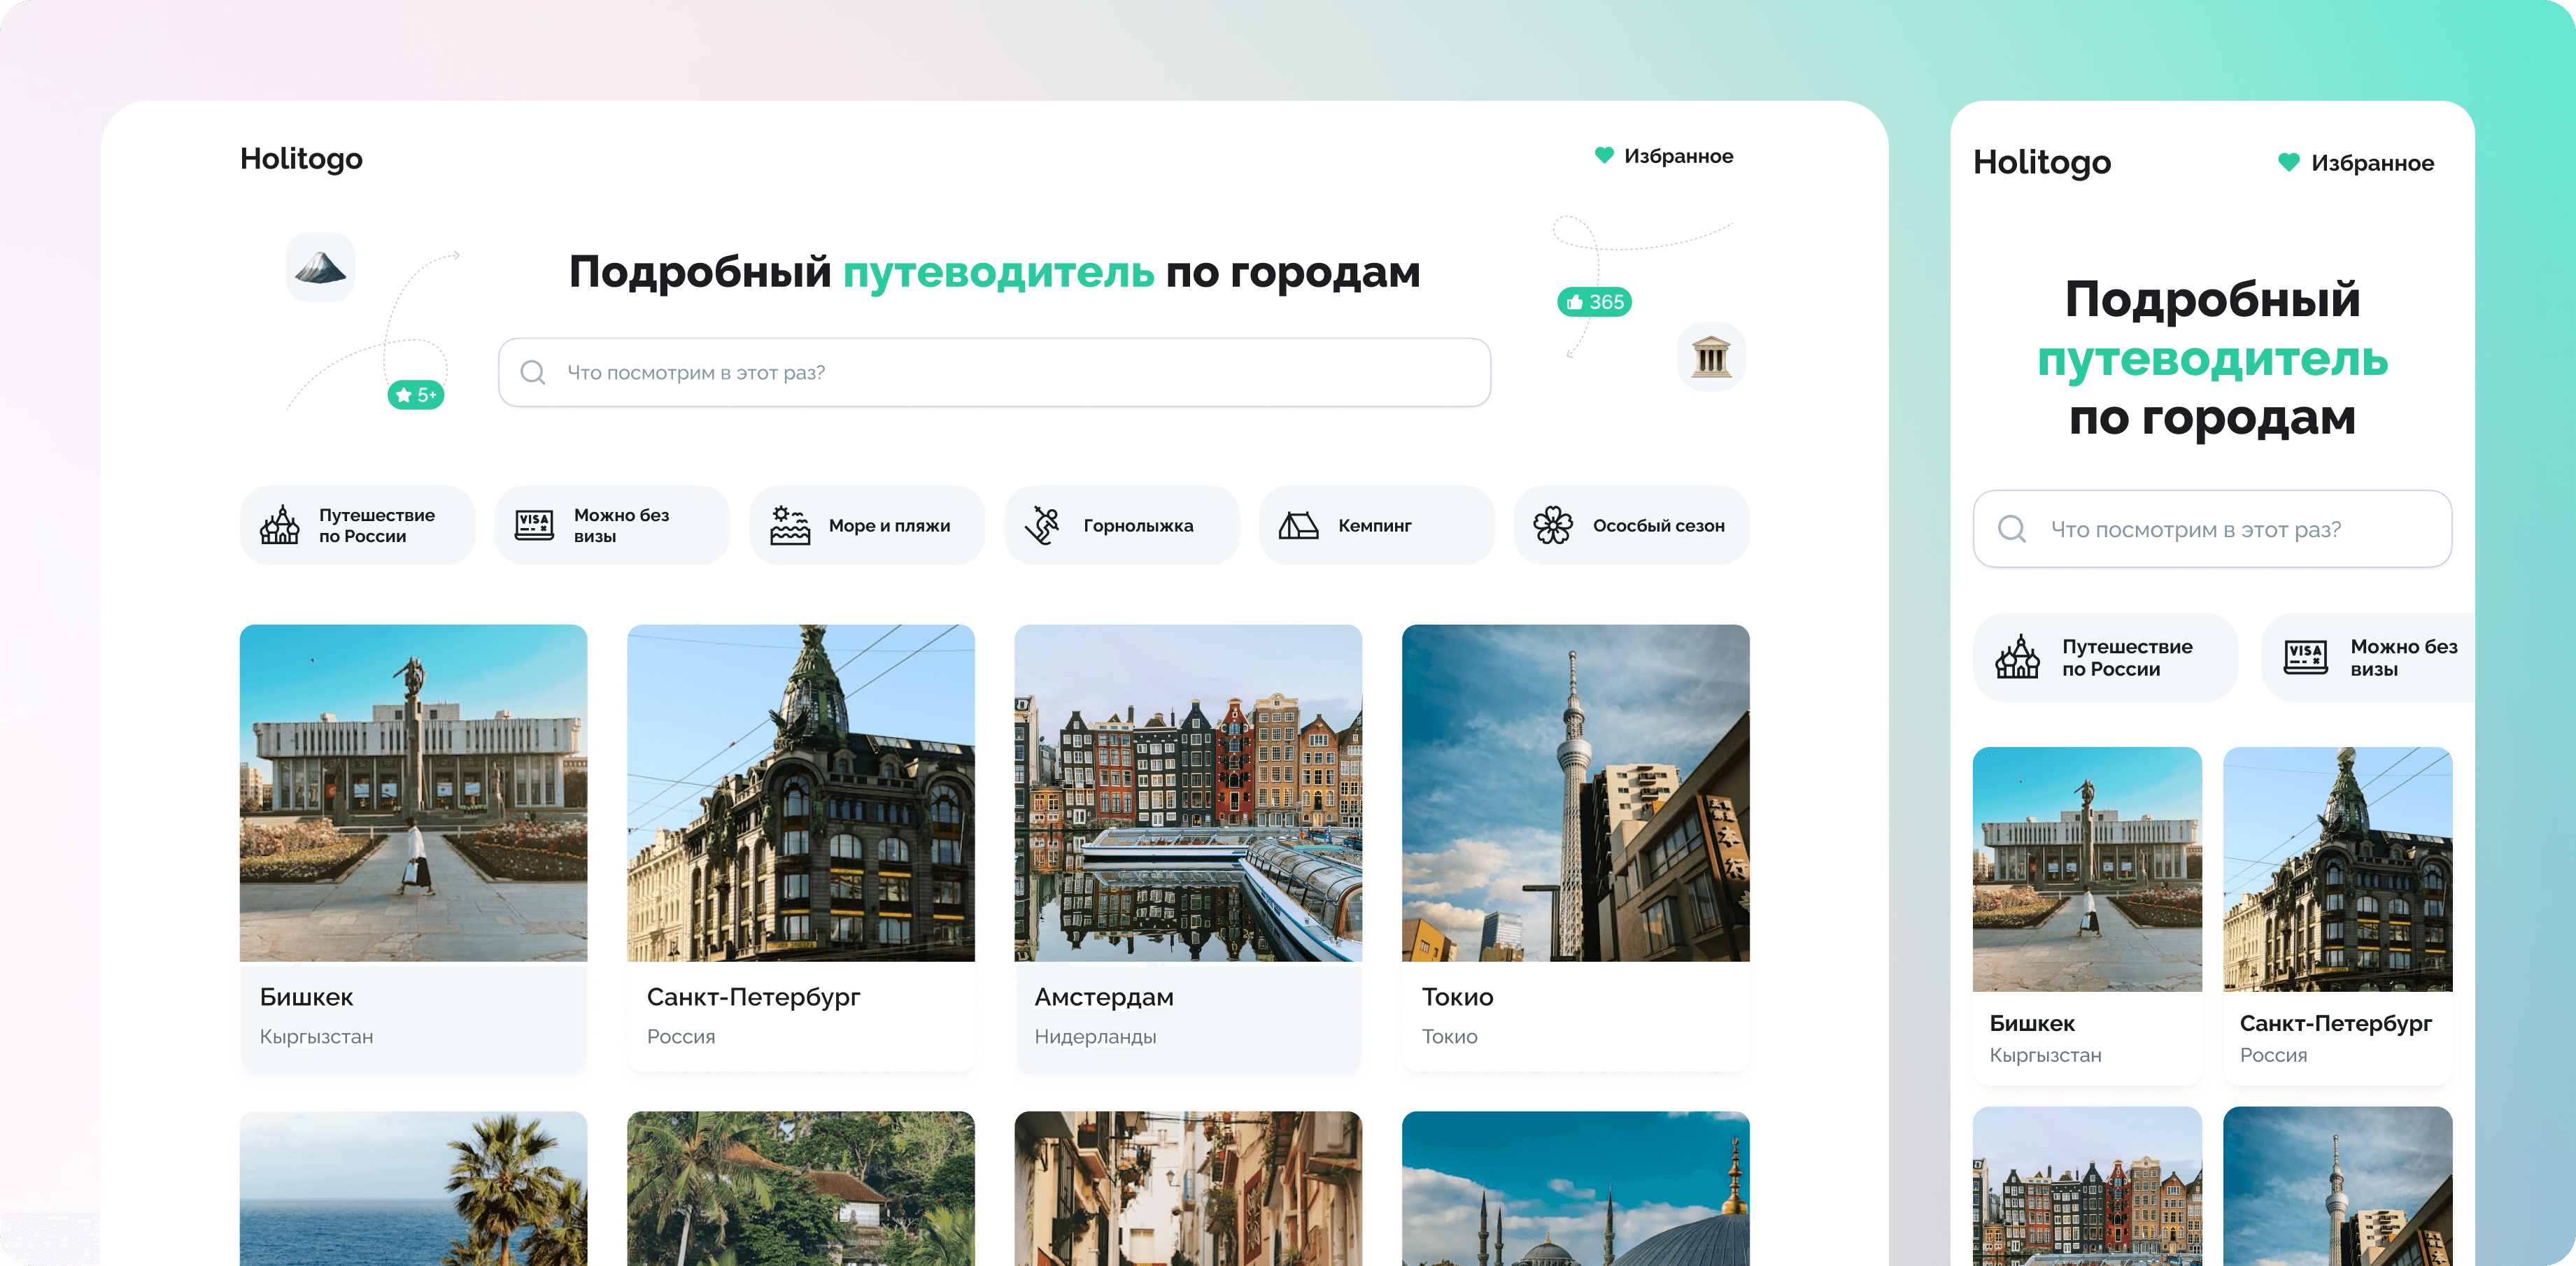 Holitogo
Избранное
Подробный путеводитель по городам
365
Что посмотрим в этот раз?
5+
Путешествие
по России
VISA
Можно без
визы
Море и пляжи
Горнолыжка
Кемпинг
Ососбый сезон
Бишкек
Кыргызстан
Санкт-Петербург
Россия
Амстердам
Нидерланды
Токио
Токио
Holitogo
Избранное
Подробный
путеводитель
по городам
Что посмотрим в этот раз?
Путешествие
по России
VISA
Можно без
визы
Бишкек
Кыргызстан
Санкт-Петербург
Россия